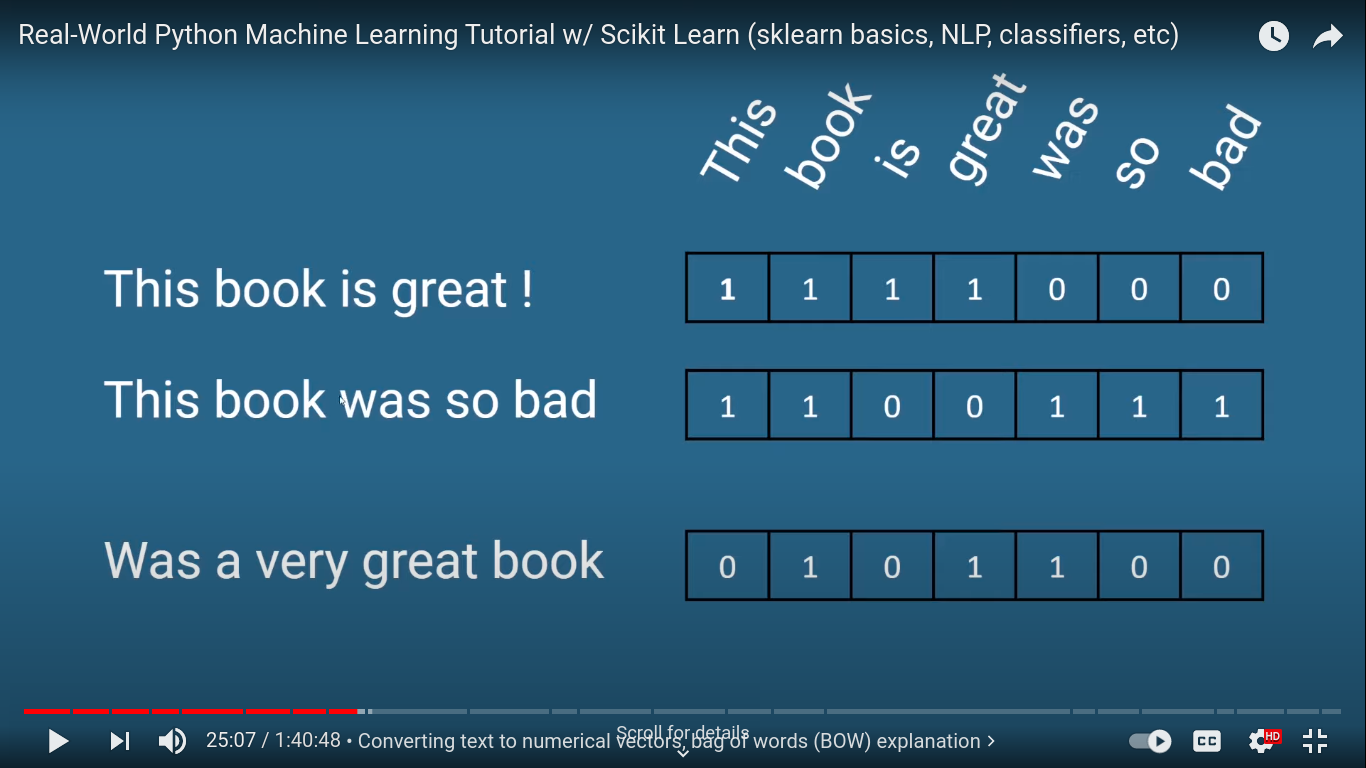 Real-World Python Machine Learning Tutorial w/ Scikit Learn (sklearn basics, NLP, classifiers, etc)
This book is great was so bad
This book is great ! 1 1 1 1 0 0 0
This book was so bad 1 1 0 0 1 1 1
Was a very great book 0 1 0 1 1 0 0
Scroll for details
25:07 / 1:40:48 • Converting text to numerical vectors, bag of words (BOW) explanation
CC HD